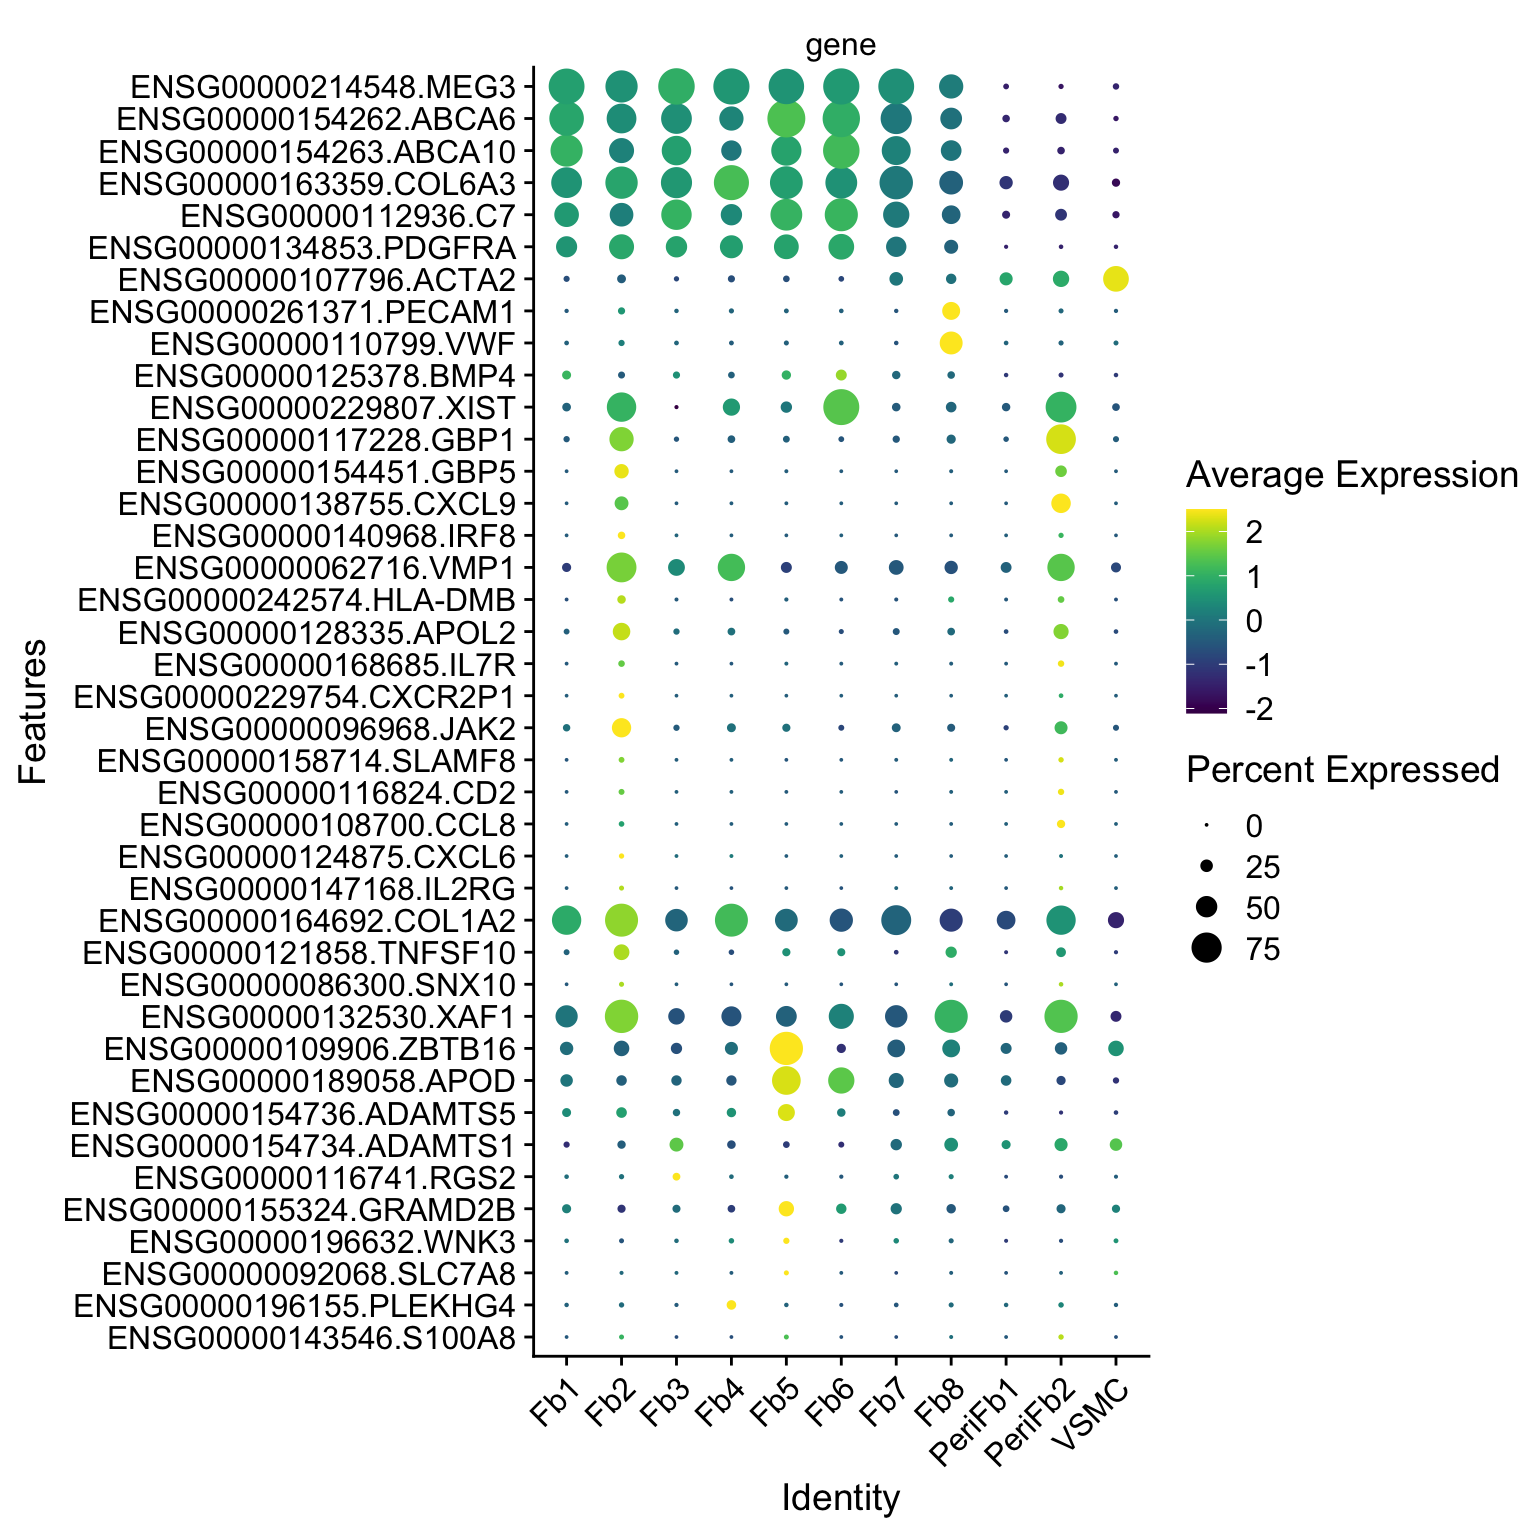 gene
ENSG00000214548.MEG3
ENSG00000154262.ABCA6
ENSG00000154263.ABCA10
ENSG00000163359.COL6A3
ENSG00000112936.C7
ENSG00000134853.PDGFRA
ENSG00000107796.ACTA2
ENSG00000261371.PECAM1
ENSG00000110799.VWF
ENSG00000125378.BMP4
ENSG00000229807.XIST
ENSG00000117228.GBP1
ENSG00000154451.GBP5
ENSG00000138755.CXCL9
ENSG00000140968.IRF8
ENSG00000062716.VMP1
ENSG00000242574.HLA-DMB
ENSG00000128335.APOL2
ENSG00000168685.IL7R
ENSG00000229754.CXCR2P1
ENSG00000096968.JAK2
ENSG00000158714.SLAMF8
ENSG00000116824.CD2
ENSG00000108700.CCL8
ENSG00000124875.CXCL6
ENSG00000147168.IL2RG
ENSG00000164692.COL1A2
ENSG00000121858.TNFSF10
ENSG00000086300.SNX10
ENSG00000132530.XAF1
ENSG00000109906.ZBTB16
ENSG00000189058.APOD
ENSG00000154736.ADAMTS5
ENSG00000154734.ADAMTS1
ENSG00000116741.RGS2
ENSG00000155324.GRAMD2B
ENSG00000196632.WNK3
ENSG00000092068.SLC7A8
ENSG00000196155.PLEKHG4
ENSG00000143546.S100A8
Features
Fb1
Fb2
Fb3
Fb4
Fb5
Fb6
Fb7
Fb8
PeriFb1
PeriFb2
VSMC
Identity
Average Expression
2
1
0
-1
-2
Percent Expressed
0
25
50
75